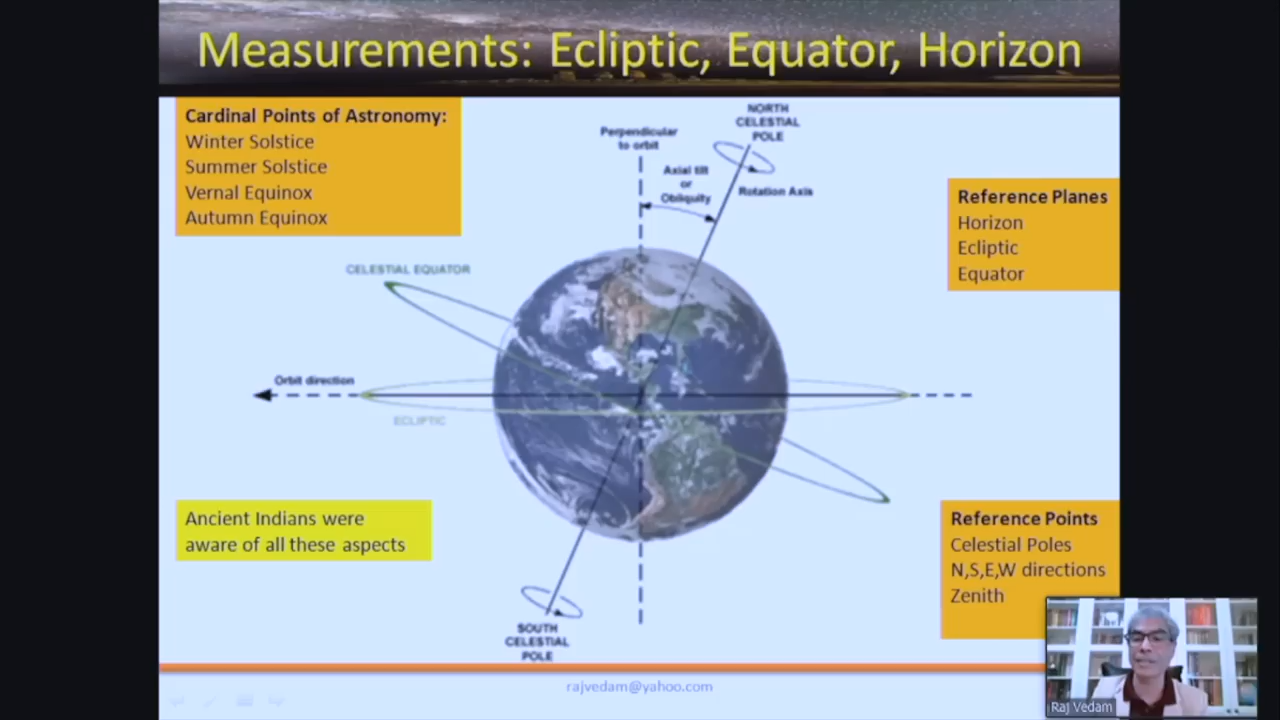 Measurements: Ecliptic, Equator, Horizon
Cardinal Points of Astronomy:
Winter Solstice
Summer Solstice
Vernal Equinox
Autumn Equinox
NORTH
CELESTIAL
POLE
Perpendicular
to orbit
Axial tilt
or
Obliquity
Rotation Axis
Reference Planes
Horizon
Ecliptic
Equator
CELESTIAL EQUATOR
Orbit direction
ECLIPTIC
Ancient Indians were
aware of all these aspects
Reference Points
Celestial Poles
N,S,E,W directions
Zenith
SOUTH
CELESTIAL
POLE
rajvedam@yahoo.com
Raj Vedam